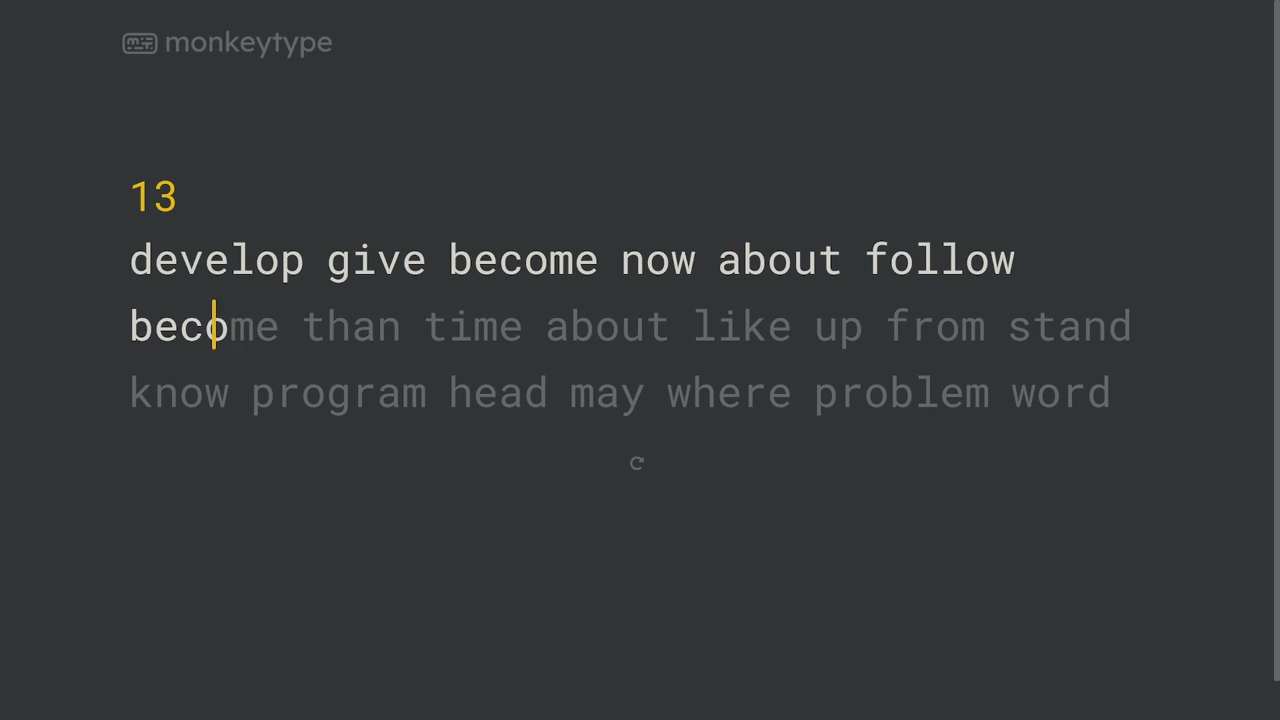 monkeytype
13
develop give become now about follow
become than time about like up from stand
know program head may where problem word